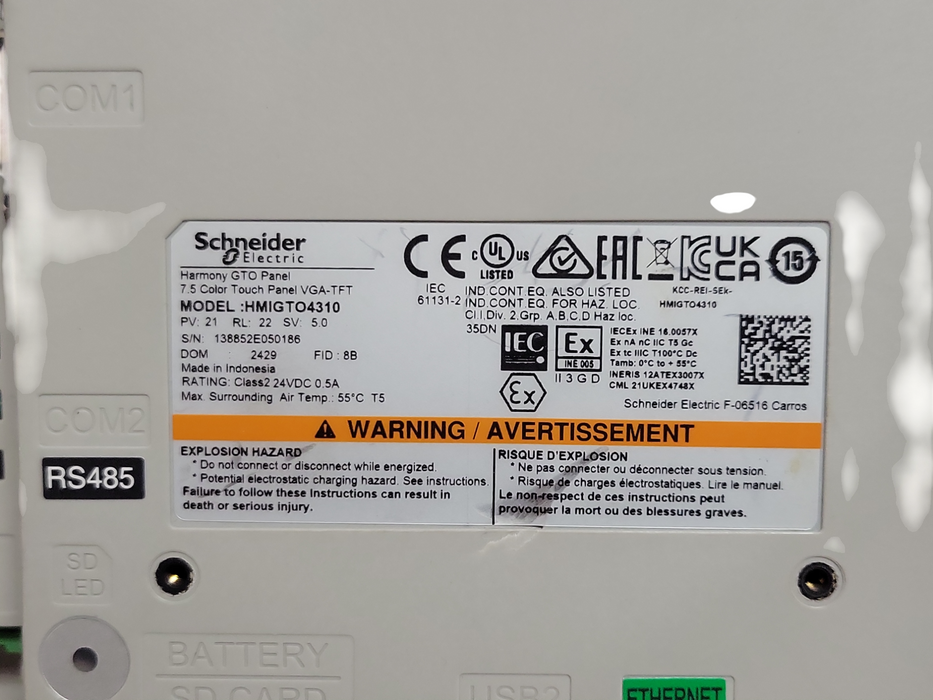 COM1
Schneider
Electric
Harmony GTO Panel
7.5 Color Touch Panel VGA-TFT
MODEL :HMIGTO4310
PV: 21 RL: 22 SV: 5.0
S/N: 138852E050186
DOM : 2429 FID : 8B
Made in Indonesia
RATING: Class2 24VDC 0.5A
Max. Surrounding Air Temp.: 55°C T5
CE
IEC
61131-2
C UL US
LISTED
EAC
UK
CA
15
KCC-REI-SEk-
HMIGTO4310
IND.CONT.EQ. ALSO LISTED
IND.CONT.EQ. FOR HAZ. LOC.
Cl.I,Div. 2,Grp. A,B,C,D Haz loc.
35DN
IEC
Ex
INE 005
Ex
II 3 G D
IECEx INE 16.0057X
Ex nA nC IIC T5 Gc
Ex tc IIIC T100°C Dc
Tamb: 0°C to + 55°C
INERIS 12ATEX3007X
CML 21UKEX4748X
Schneider Electric F-06516 Carros
WARNING / AVERTISSEMENT
EXPLOSION HAZARD
* Do not connect or disconnect while energized.
* Potential electrostatic charging hazard. See instructions.
Failure to follow these instructions can result in
death or serious injury.
RISQUE D'EXPLOSION
* Ne pas connecter ou déconnecter sous tension.
* Risque de charges électrostatiques. Lire le manuel.
Le non-respect de ces instructions peut
provoquer la mort ou des blessures graves.
COM2
RS485
SD
LED
BATTERY
SD CARD
USB2
ETHERNET